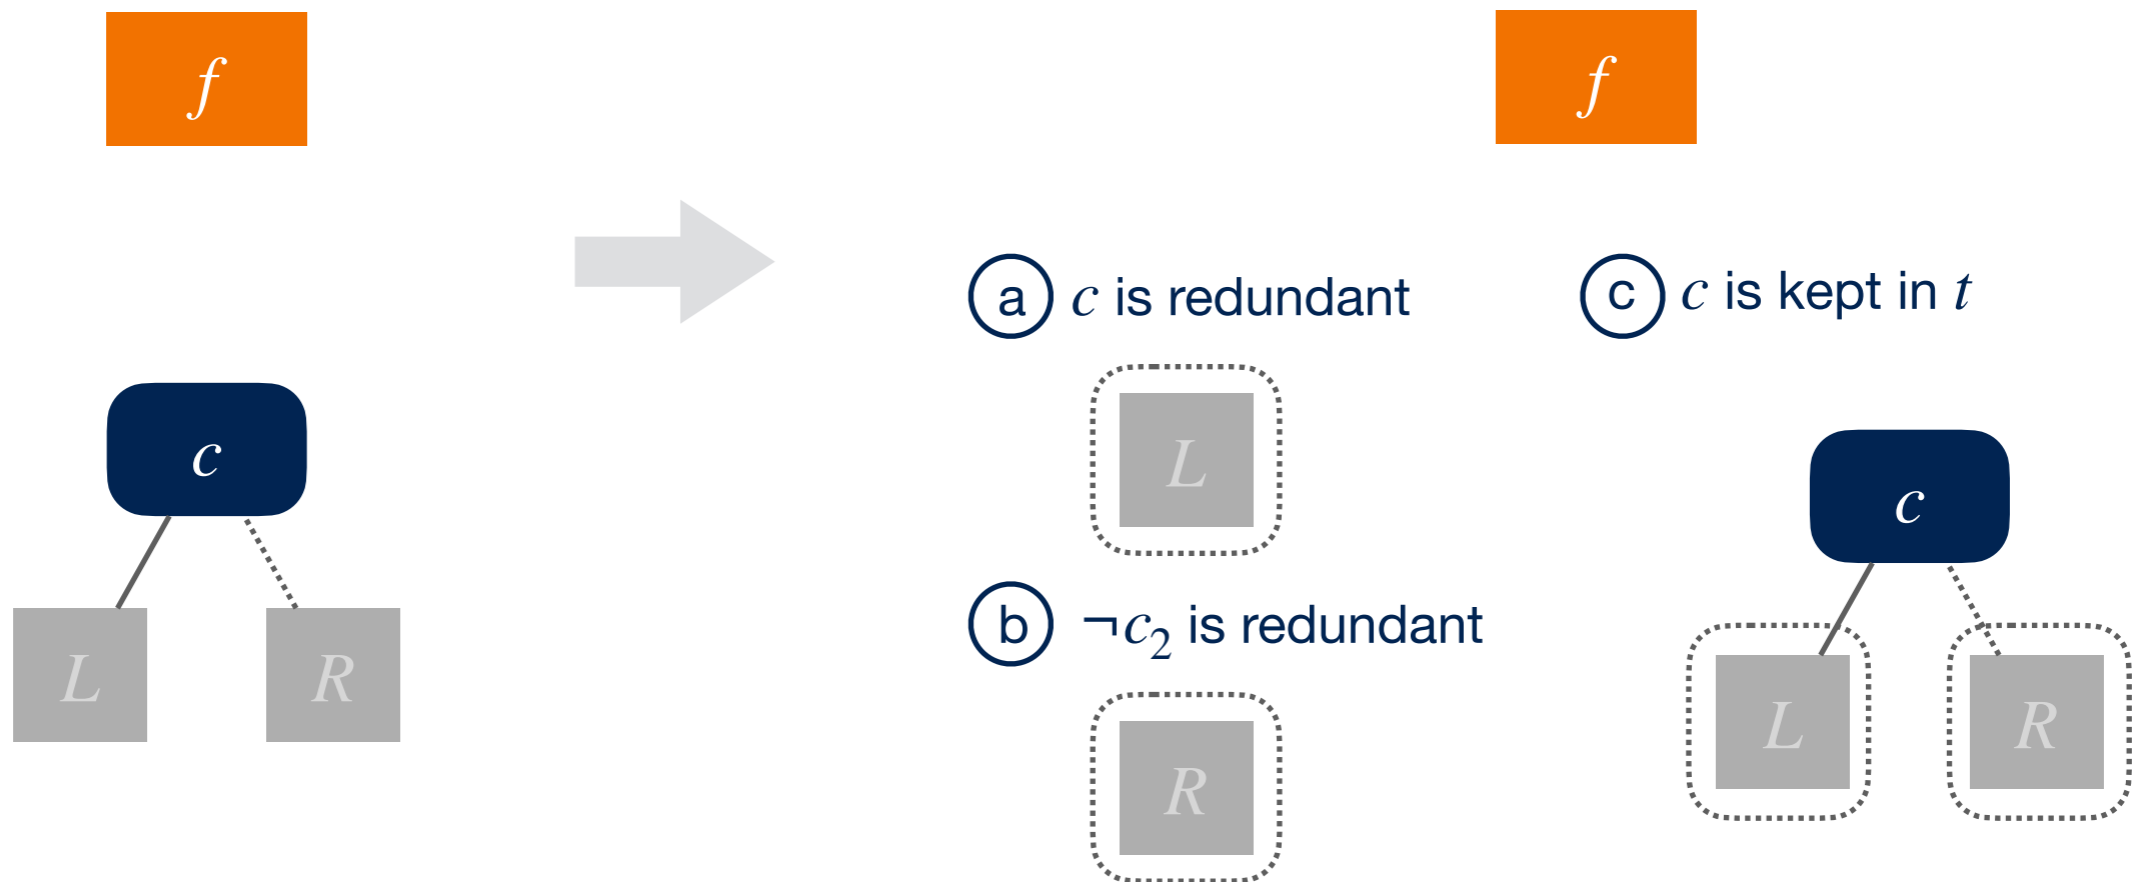 f
c
L R
f
a c is redundant
L
b ¬c₂ is redundant
R
c c is kept in t
c
L R